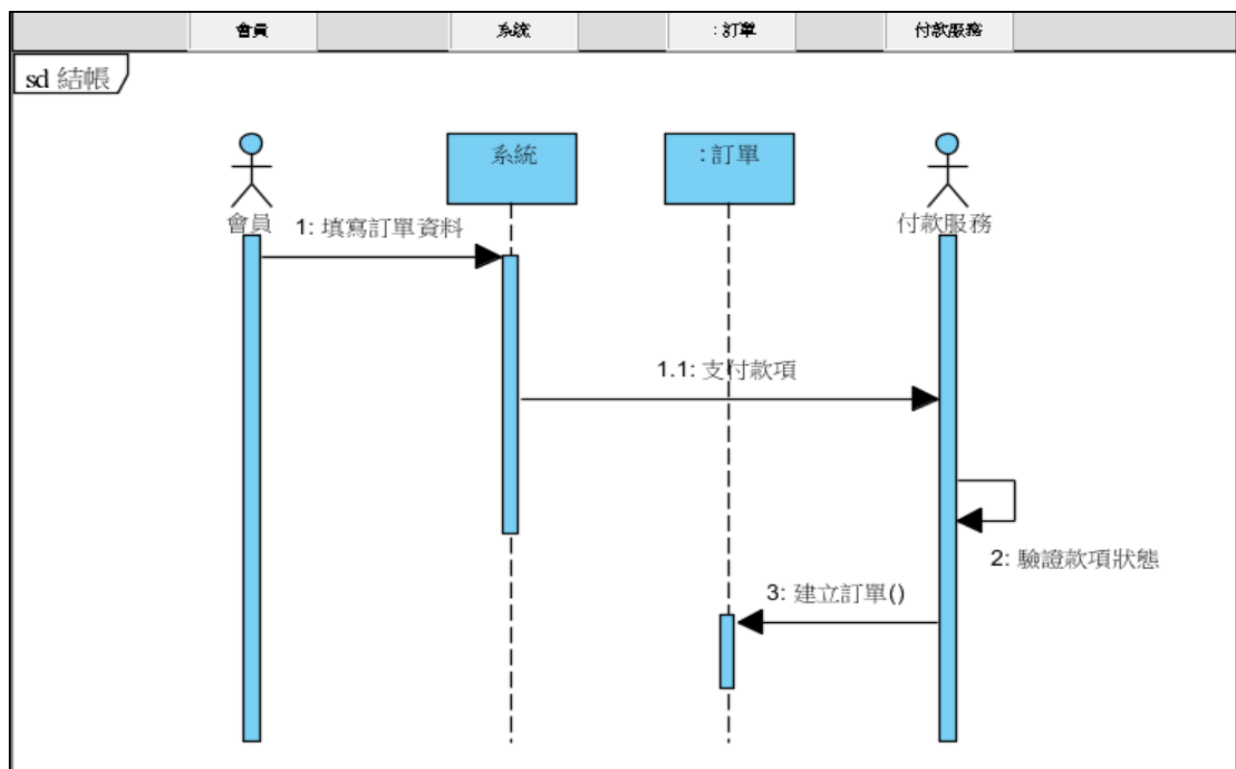 會員 系統 : 訂單 付款服務
sd 結帳
系統 : 訂單
會員 付款服務
1: 填寫訂單資料
1.1: 支付款項
2: 驗證款項狀態
3: 建立訂單()